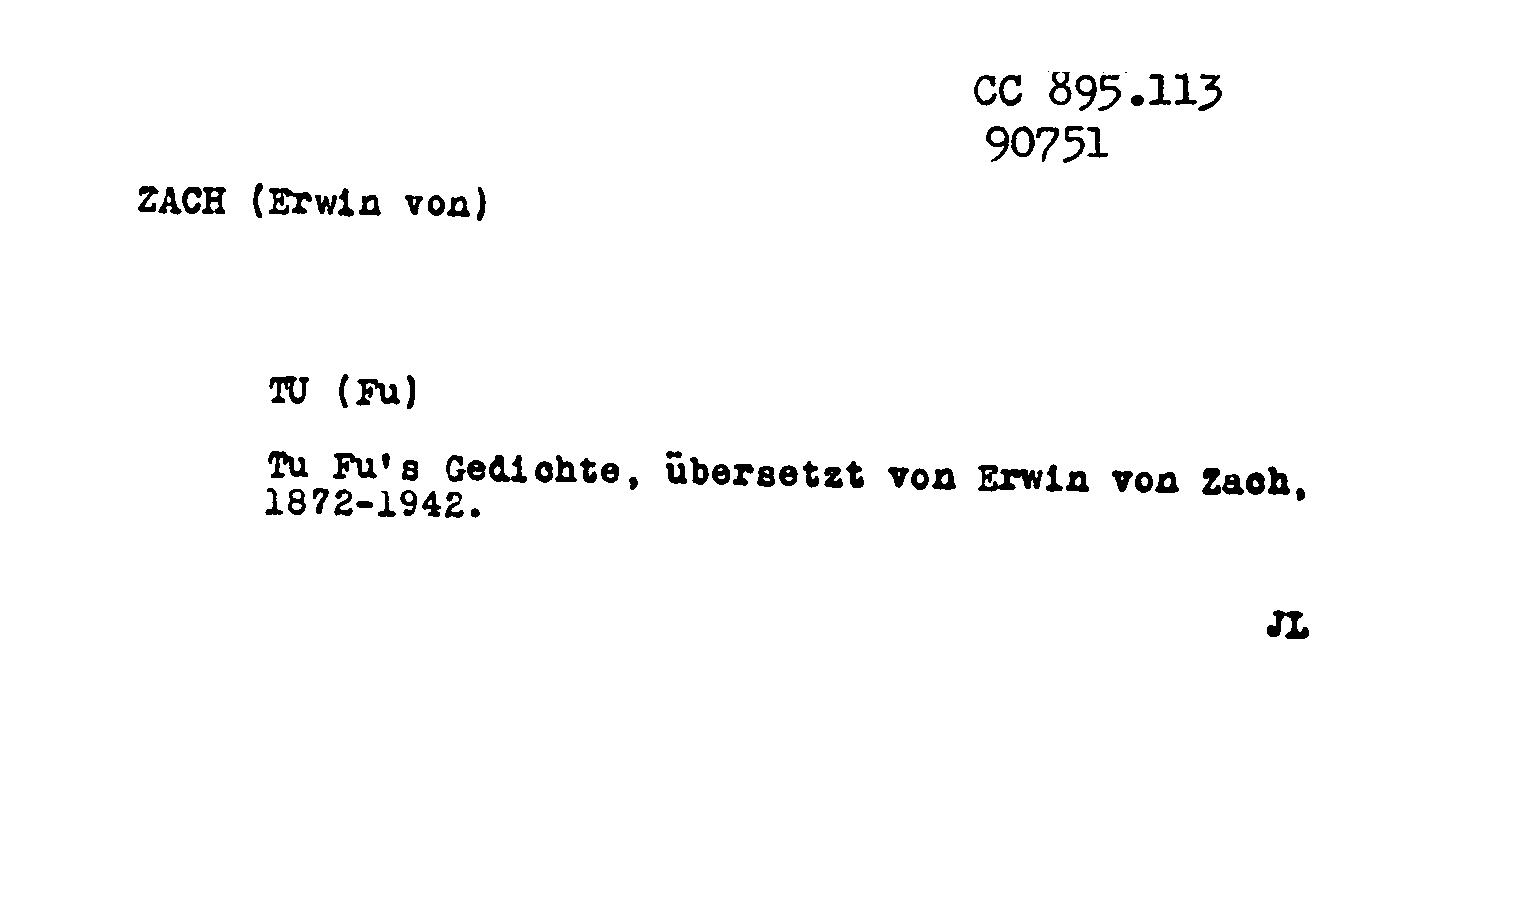 CC 895.113
90751
ZACH (Erwin von)
TU (Fu)
Tu Fu's Gedichte, übersetzt von Erwin von Zach,
1872-1942.
JL